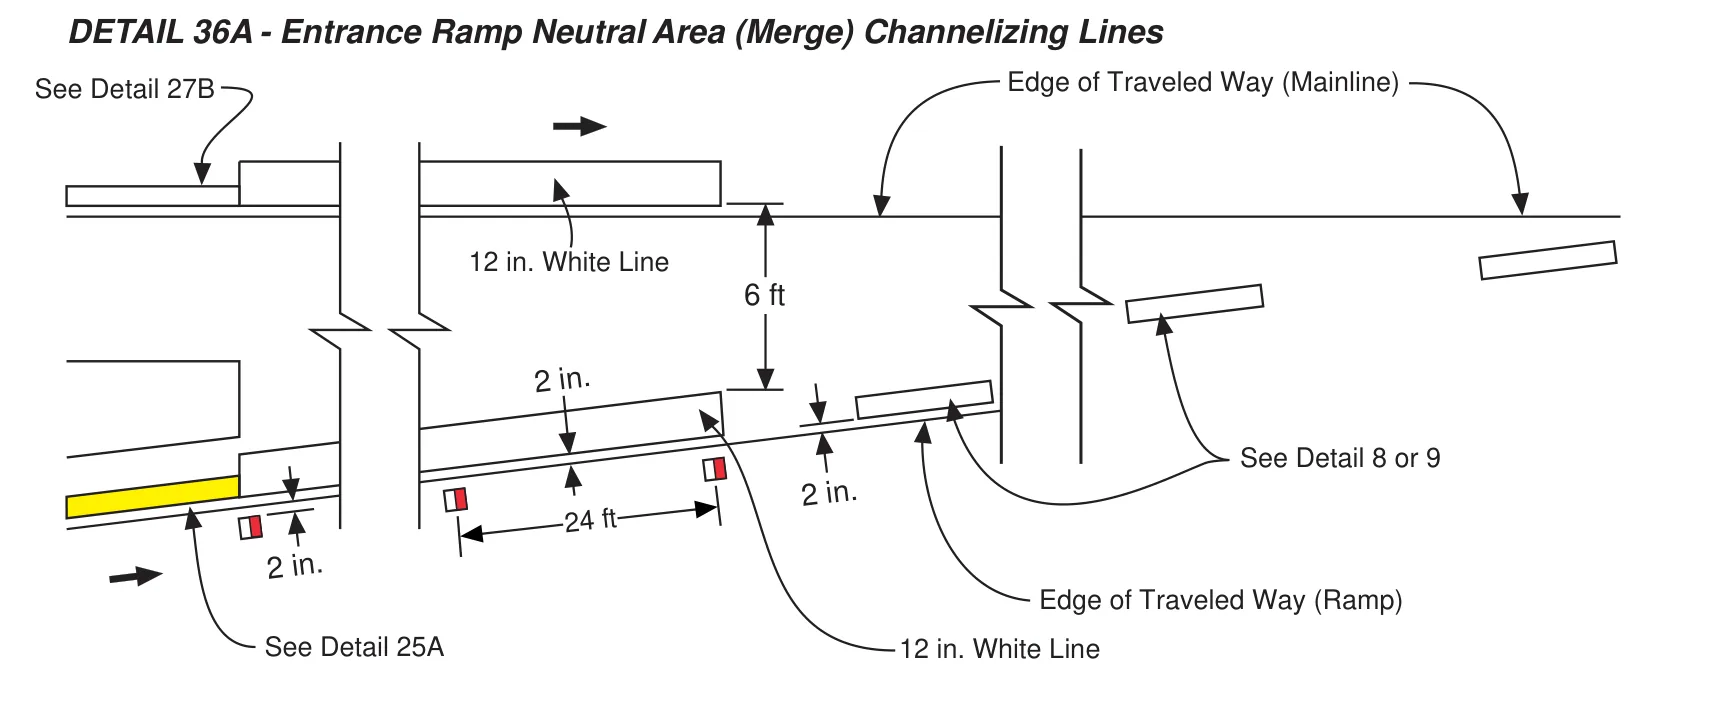 DETAIL 36A - Entrance Ramp Neutral Area (Merge) Channelizing Lines
See Detail 27B
Edge of Traveled Way (Mainline)
12 in. White Line
6 ft
2 in.
See Detail 8 or 9
2 in.
24 ft
2 in.
Edge of Traveled Way (Ramp)
See Detail 25A
12 in. White Line